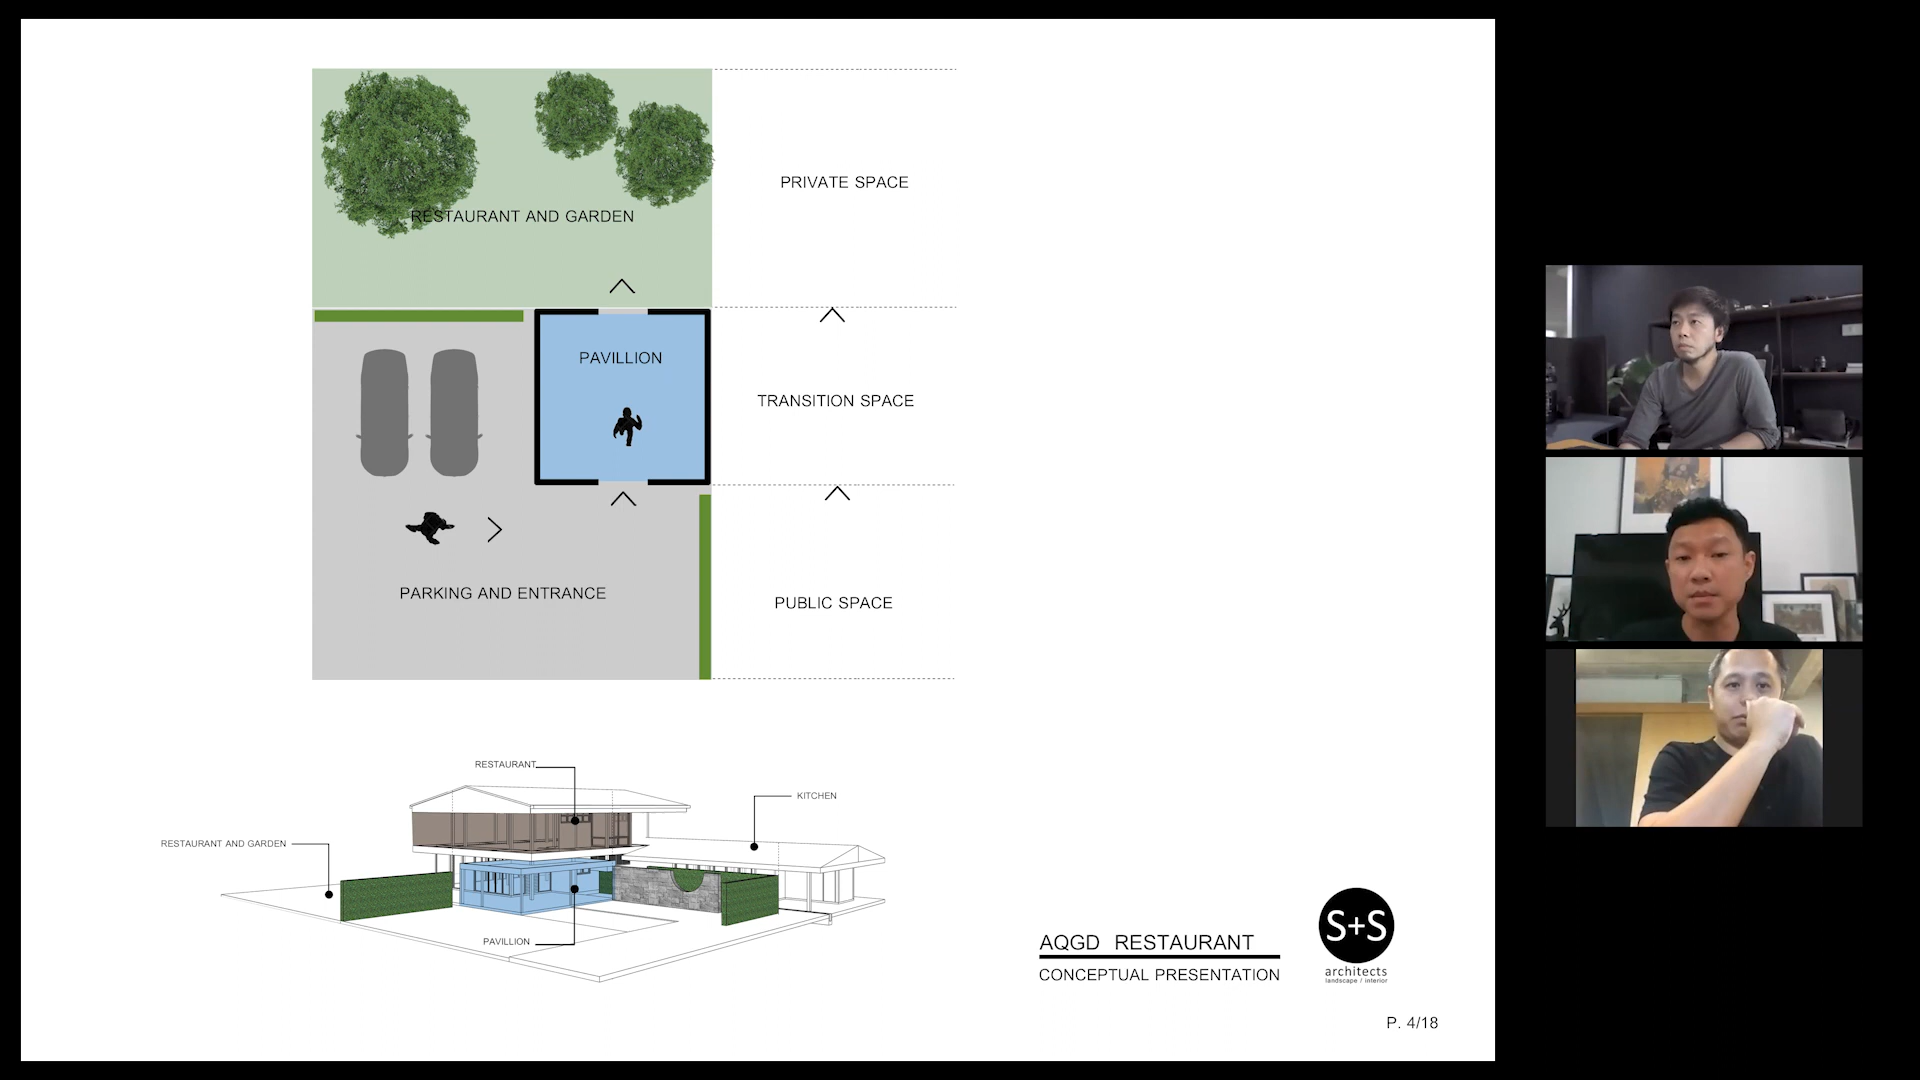 PRIVATE SPACE
RESTAURANT AND GARDEN
PAVILLION
TRANSITION SPACE
PARKING AND ENTRANCE
PUBLIC SPACE
RESTAURANT
KITCHEN
RESTAURANT AND GARDEN
PAVILLION
AQGD RESTAURANT
CONCEPTUAL PRESENTATION
S+S
architects
landscape / interior
P. 4/18